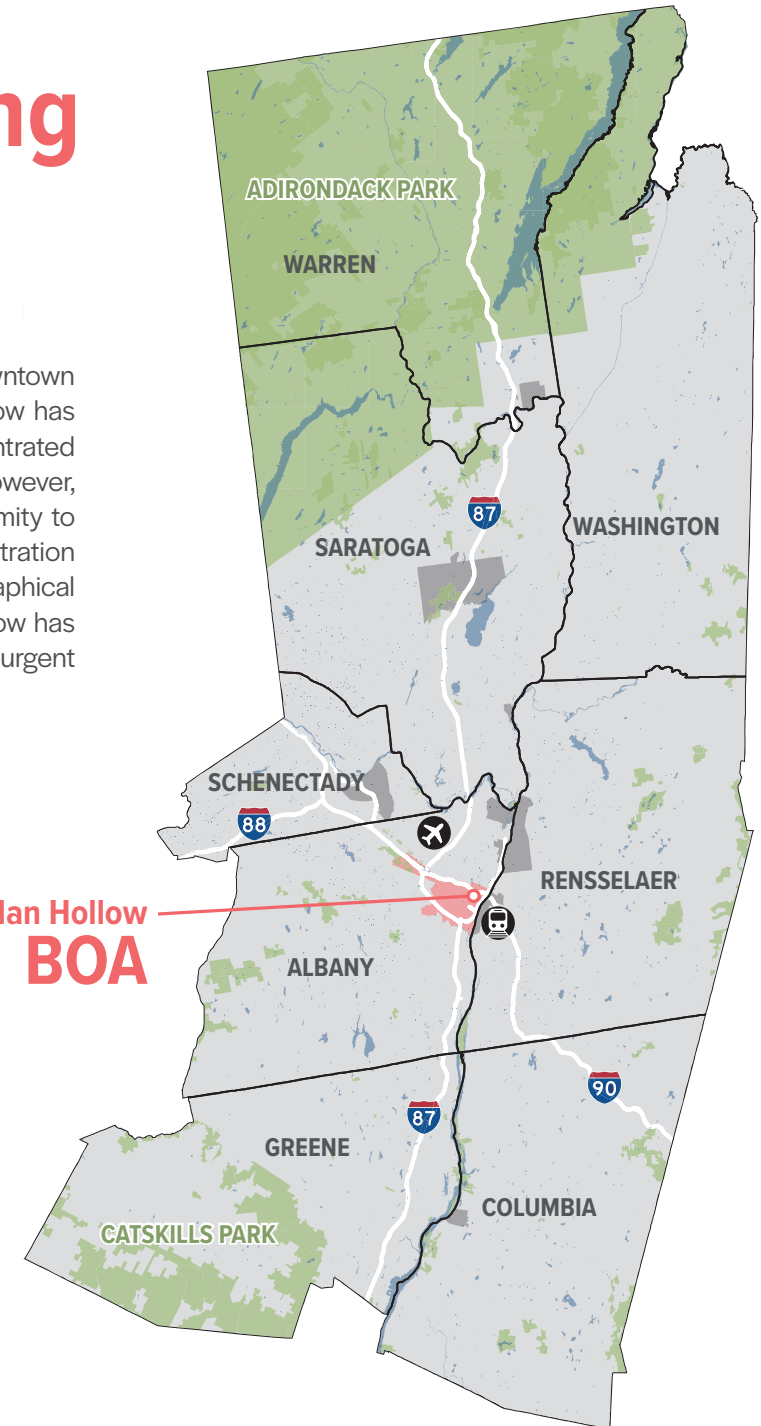 ng
ADIRONDACK PARK
WARREN
wntown
ow has
ntrated
owever,
mity to
tration
aphical
ow has
urgent
87
SARATOGA
WASHINGTON
SCHENECTADY
88
RENSSELAER
lan Hollow
BOA
ALBANY
90
87
GREENE
COLUMBIA
CATSKILLS PARK